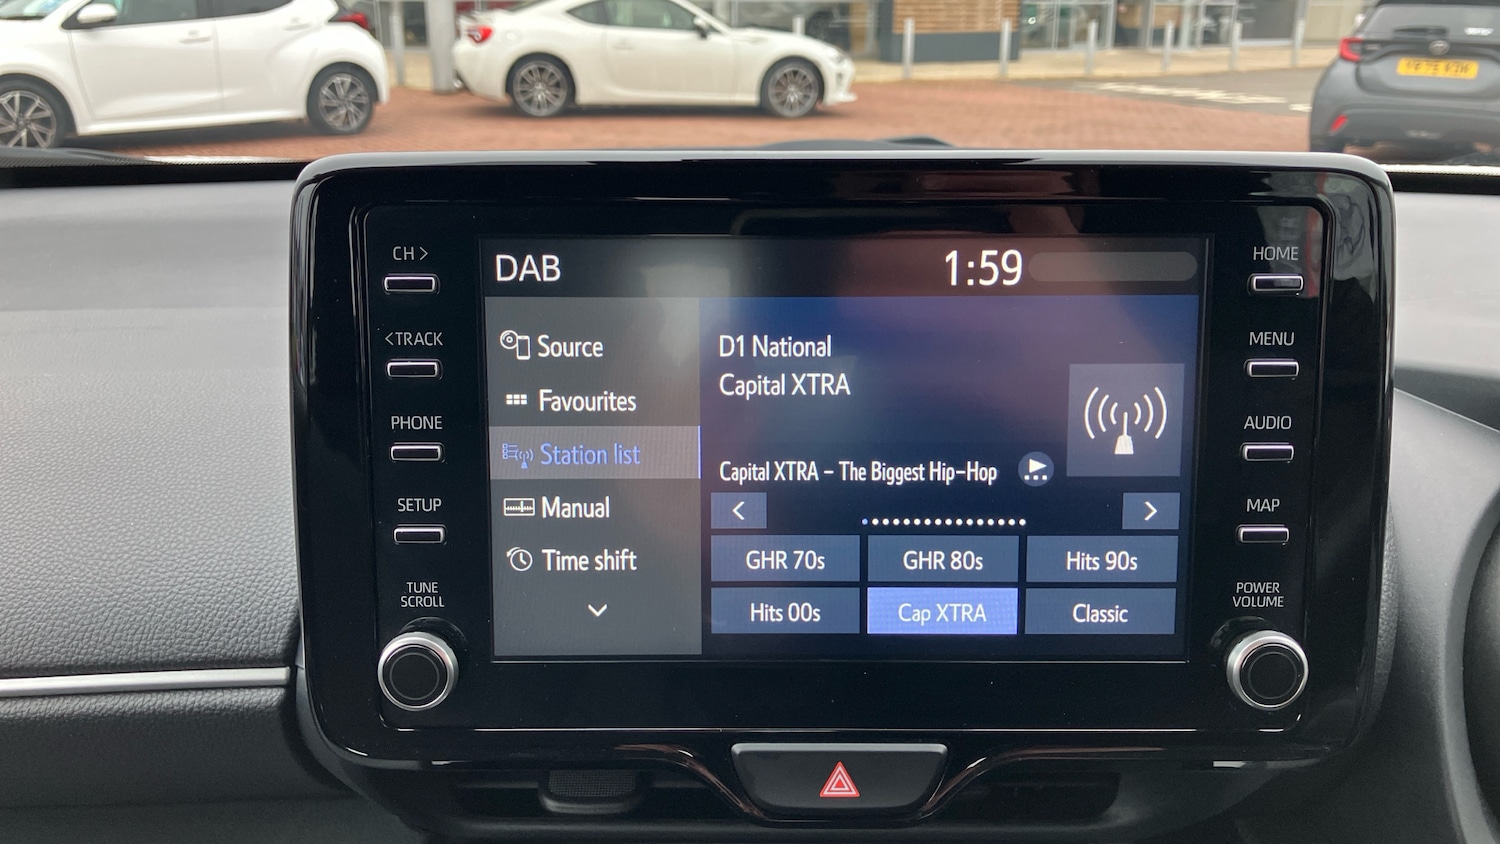 CH >
<TRACK
PHONE
SETUP
TUNE
SCROLL
DAB
1:59
Source
Favourites
Station list
Manual
Time shift
D1 National
Capital XTRA
Capital XTRA - The Biggest Hip-Hop
<
>
GHR 70s
GHR 80s
Hits 90s
Hits 00s
Cap XTRA
Classic
HOME
MENU
AUDIO
MAP
POWER
VOLUME